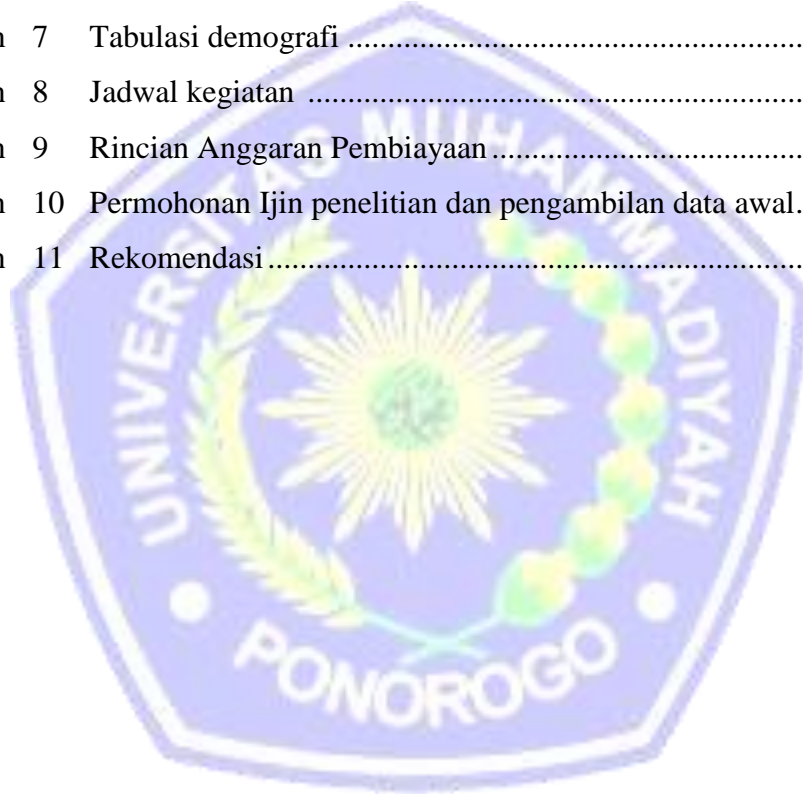 n 7 Tabulasi demografi ................................................................
n 8 Jadwal kegiatan ................................................................
n 9 Rincian Anggaran Pembiayaan ........................................
n 10 Permohonan Ijin penelitian dan pengambilan data awal.
n 11 Rekomendasi ....................................................................
UNIVERSITAS MUHAMMADIYAH
PONOROGO